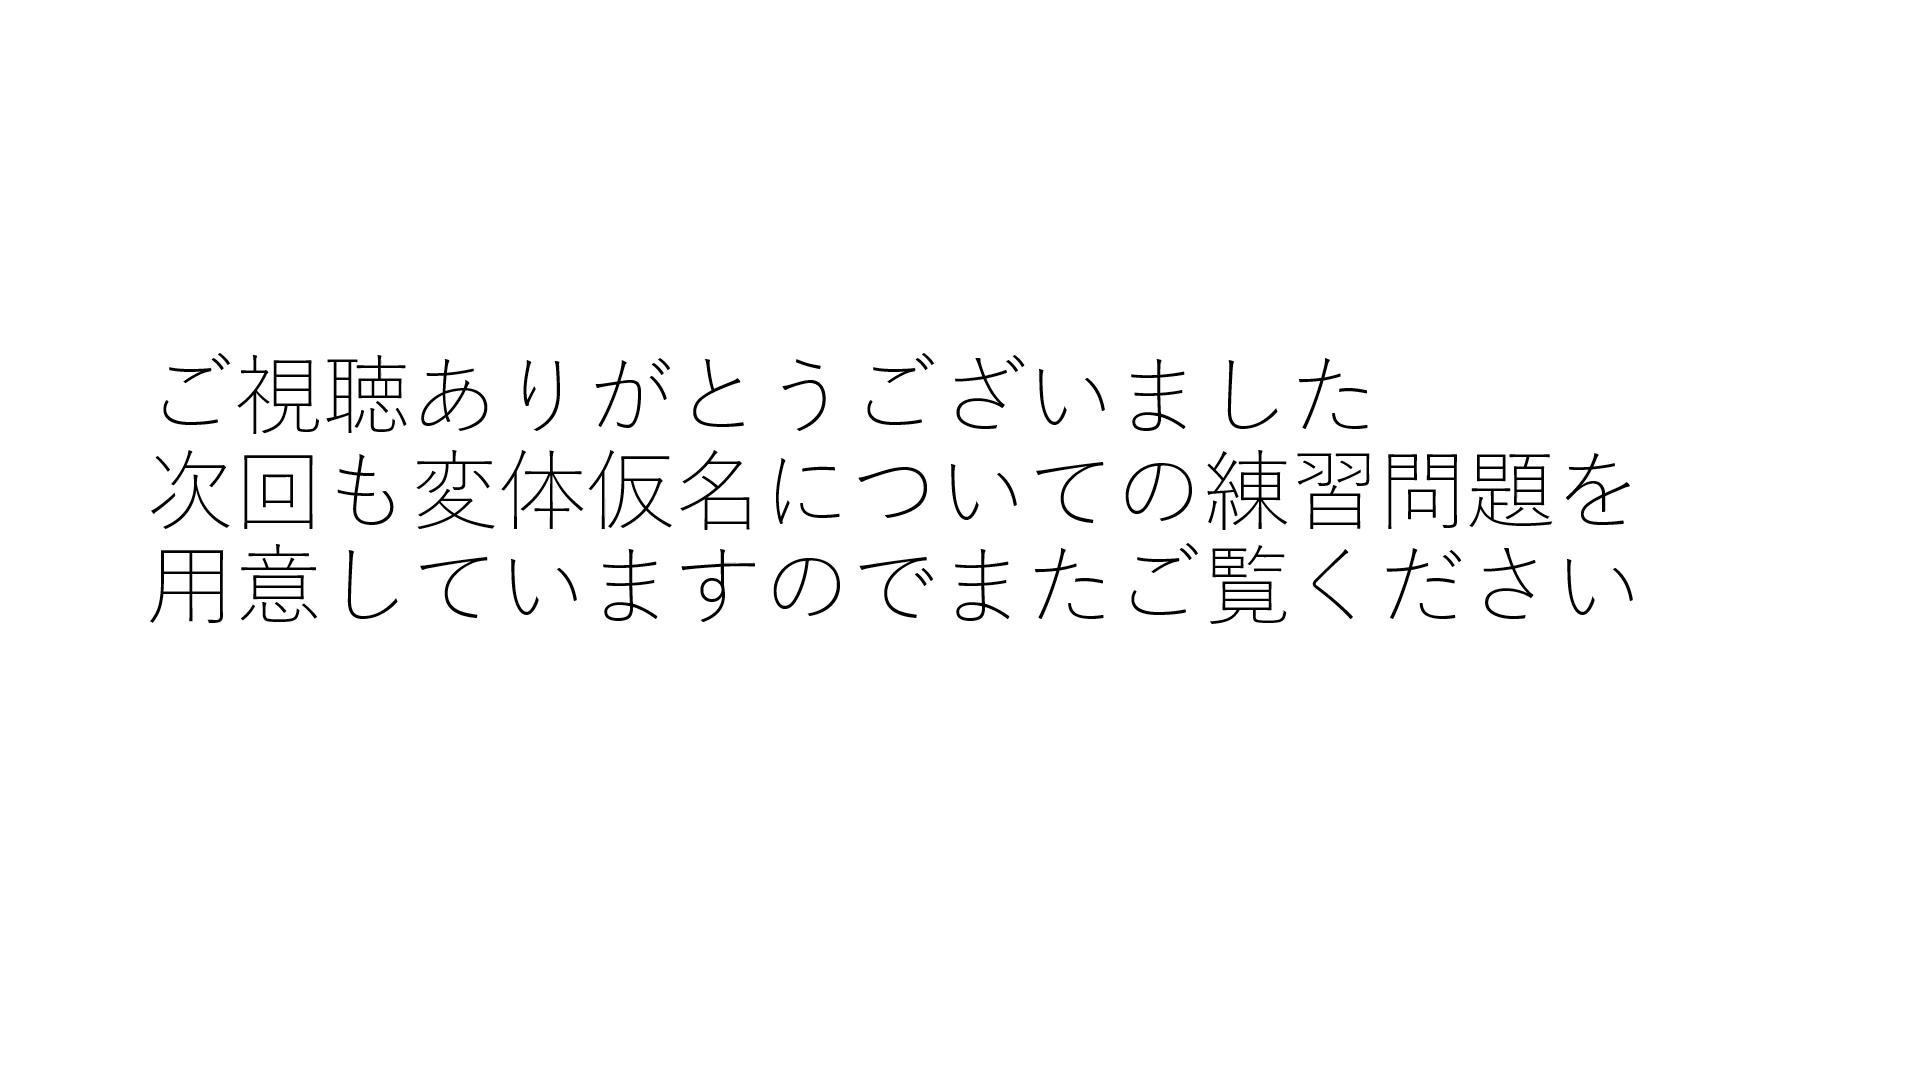 ご視聴ありがとうございました
次回も変体仮名についての練習問題を
用意していますのでまたご覧ください